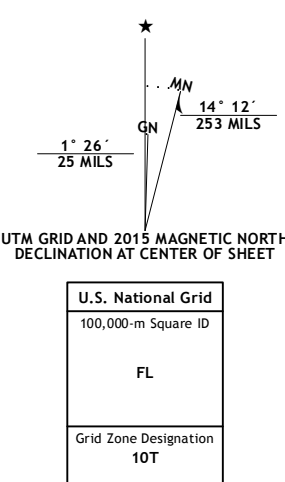 ★
MN
GN
14° 12´
253 MILS
1° 26´
25 MILS
UTM GRID AND 2015 MAGNETIC NORTH
DECLINATION AT CENTER OF SHEET
U.S. National Grid
100,000-m Square ID
FL
Grid Zone Designation
10T